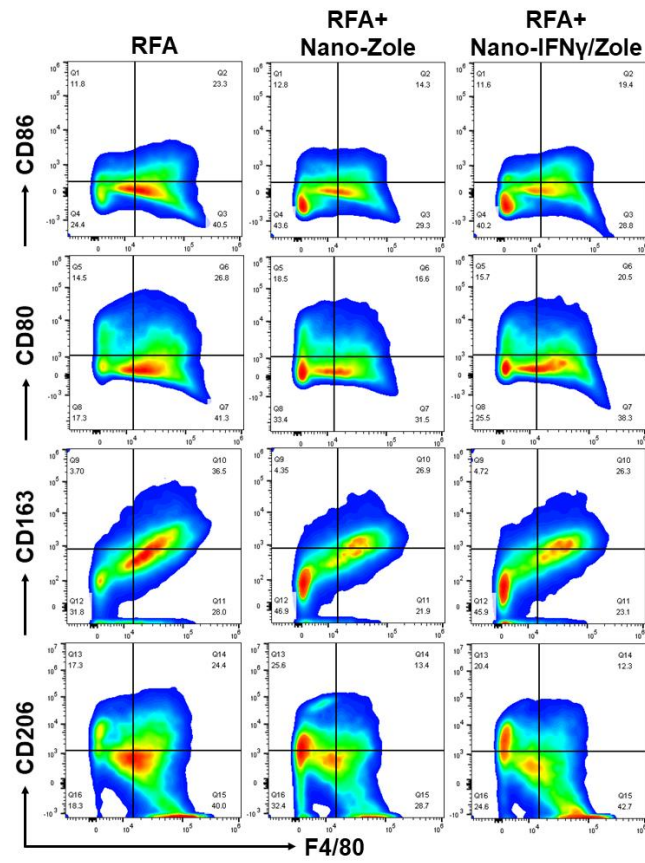 RFA
RFA+
Nano-Zole
RFA+
Nano-IFNγ/Zole
CD86
Q1
11.8
Q2
23.3
Q4
24.4
Q3
40.5
Q1
12.8
Q2
14.3
Q4
43.6
Q3
29.3
Q1
11.6
Q2
19.4
Q4
40.2
Q3
28.8
CD80
Q5
14.5
Q6
26.8
Q8
17.3
Q7
41.3
Q5
18.5
Q6
16.6
Q8
33.4
Q7
31.5
Q5
15.7
Q6
20.5
Q8
25.5
Q7
38.3
CD163
Q9
3.70
Q10
36.5
Q12
31.8
Q11
28.0
Q9
4.35
Q10
26.9
Q12
46.9
Q11
21.9
Q9
4.72
Q10
26.3
Q12
45.9
Q11
23.1
CD206
Q13
17.3
Q14
24.4
Q16
18.3
Q15
40.0
Q13
25.6
Q14
13.4
Q16
32.4
Q15
28.7
Q13
20.4
Q14
12.3
Q16
24.6
Q15
42.7
F4/80